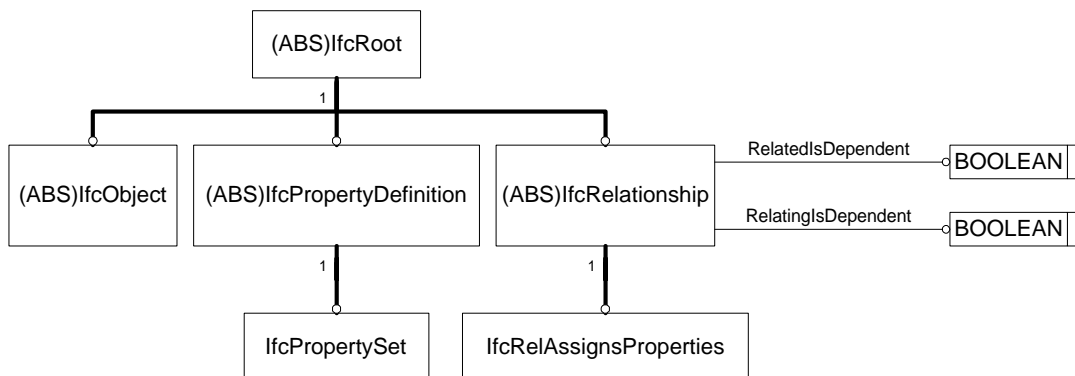 (ABS)IfcRoot
1
(ABS)IfcObject
(ABS)IfcPropertyDefinition
(ABS)IfcRelationship
RelatedIsDependent
BOOLEAN
RelatingIsDependent
BOOLEAN
1
1
IfcPropertySet
IfcRelAssignsProperties